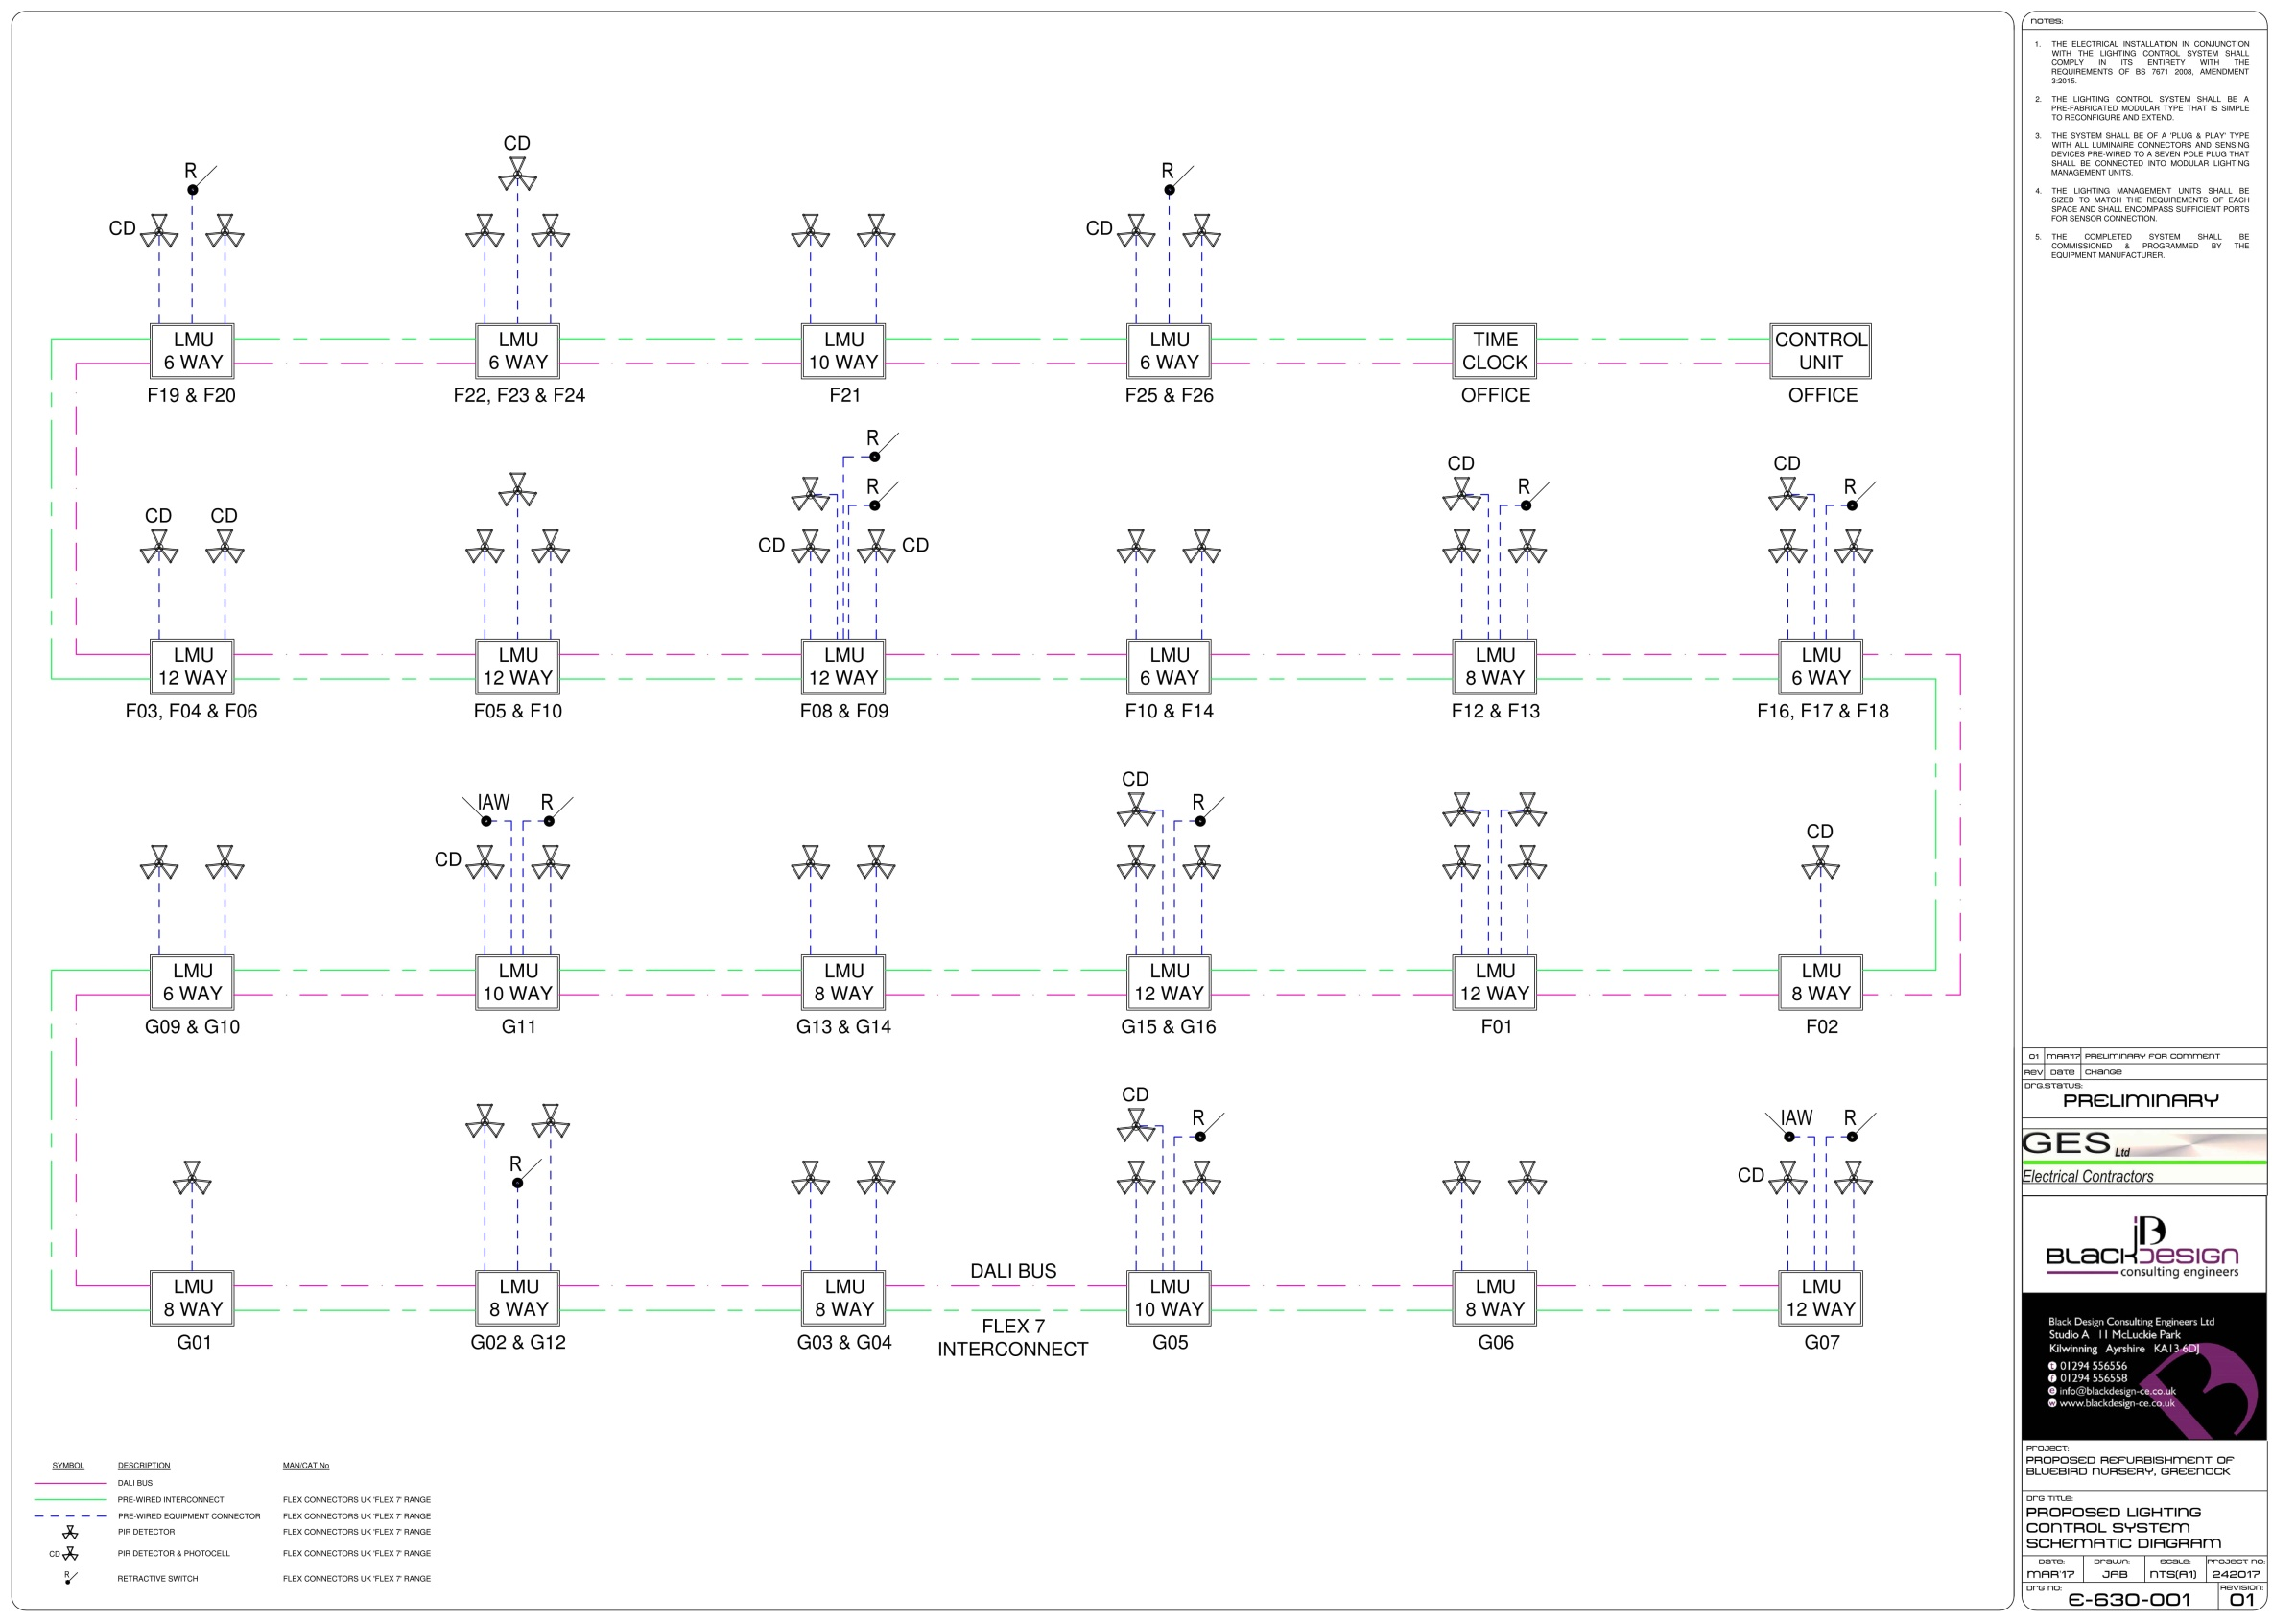 CD
R
R
CD
CD
LMU
6 WAY
F19 & F20
LMU
6 WAY
F22, F23 & F24
LMU
10 WAY
F21
LMU
6 WAY
F25 & F26
TIME
CLOCK
OFFICE
CONTROL
UNIT
OFFICE
CD
CD
R
R
CD
CD
CD
R
CD
R
LMU
12 WAY
F03, F04 & F06
LMU
12 WAY
F05 & F10
LMU
12 WAY
F08 & F09
LMU
6 WAY
F10 & F14
LMU
8 WAY
F12 & F13
LMU
6 WAY
F16, F17 & F18
IAW
R
CD
CD
R
CD
LMU
6 WAY
G09 & G10
LMU
10 WAY
G11
LMU
8 WAY
G13 & G14
LMU
12 WAY
G15 & G16
LMU
12 WAY
F01
LMU
8 WAY
F02
R
CD
R
IAW
R
CD
LMU
8 WAY
G01
LMU
8 WAY
G02 & G12
LMU
8 WAY
G03 & G04
DALI BUS
FLEX 7
INTERCONNECT
LMU
10 WAY
G05
LMU
8 WAY
G06
LMU
12 WAY
G07
SYMBOL DESCRIPTION MAN/CAT No
DALI BUS
PRE-WIRED INTERCONNECT FLEX CONNECTORS UK 'FLEX 7' RANGE
PRE-WIRED EQUIPMENT CONNECTOR FLEX CONNECTORS UK 'FLEX 7' RANGE
PIR DETECTOR FLEX CONNECTORS UK 'FLEX 7' RANGE
CD PIR DETECTOR & PHOTOCELL FLEX CONNECTORS UK 'FLEX 7' RANGE
R RETRACTIVE SWITCH FLEX CONNECTORS UK 'FLEX 7' RANGE
NOTES:
1. THE ELECTRICAL INSTALLATION IN CONJUNCTION
WITH THE LIGHTING CONTROL SYSTEM SHALL
COMPLY IN ITS ENTIRETY WITH THE
REQUIREMENTS OF BS 7671 2008, AMENDMENT
3:2015.
2. THE LIGHTING CONTROL SYSTEM SHALL BE A
PRE-FABRICATED MODULAR TYPE THAT IS SIMPLE
TO RECONFIGURE AND EXTEND.
3. THE SYSTEM SHALL BE OF A 'PLUG & PLAY' TYPE
WITH ALL LUMINAIRE CONNECTORS AND SENSING
DEVICES PRE-WIRED TO A SEVEN POLE PLUG THAT
SHALL BE CONNECTED INTO MODULAR LIGHTING
MANAGEMENT UNITS.
4. THE LIGHTING MANAGEMENT UNITS SHALL BE
SIZED TO MATCH THE REQUIREMENTS OF EACH
SPACE AND SHALL ENCOMPASS SUFFICIENT PORTS
FOR SENSOR CONNECTION.
5. THE COMPLETED SYSTEM SHALL BE
COMMISSIONED & PROGRAMMED BY THE
EQUIPMENT MANUFACTURER.
01 MAR'17 PRELIMINARY FOR COMMENT
REV DATE CHANGE
DRG.STATUS:
PRELIMINARY
GES Ltd
Electrical Contractors
jB
BLACKDESIGN
consulting engineers
Black Design Consulting Engineers Ltd
Studio A 11 McLuckie Park
Kilwinning Ayrshire KA13 6DJ
t 01294 556556
f 01294 556558
e info@blackdesign-ce.co.uk
w www.blackdesign-ce.co.uk
PROJECT:
PROPOSED REFURBISHMENT OF
BLUEBIRD NURSERY, GREENOCK
DRG TITLE:
PROPOSED LIGHTING
CONTROL SYSTEM
SCHEMATIC DIAGRAM
DATE: DRAWN: SCALE: PROJECT NO:
MAR'17 JAB NTS(A1) 242017
DRG NO: REVISION:
E-630-001 01